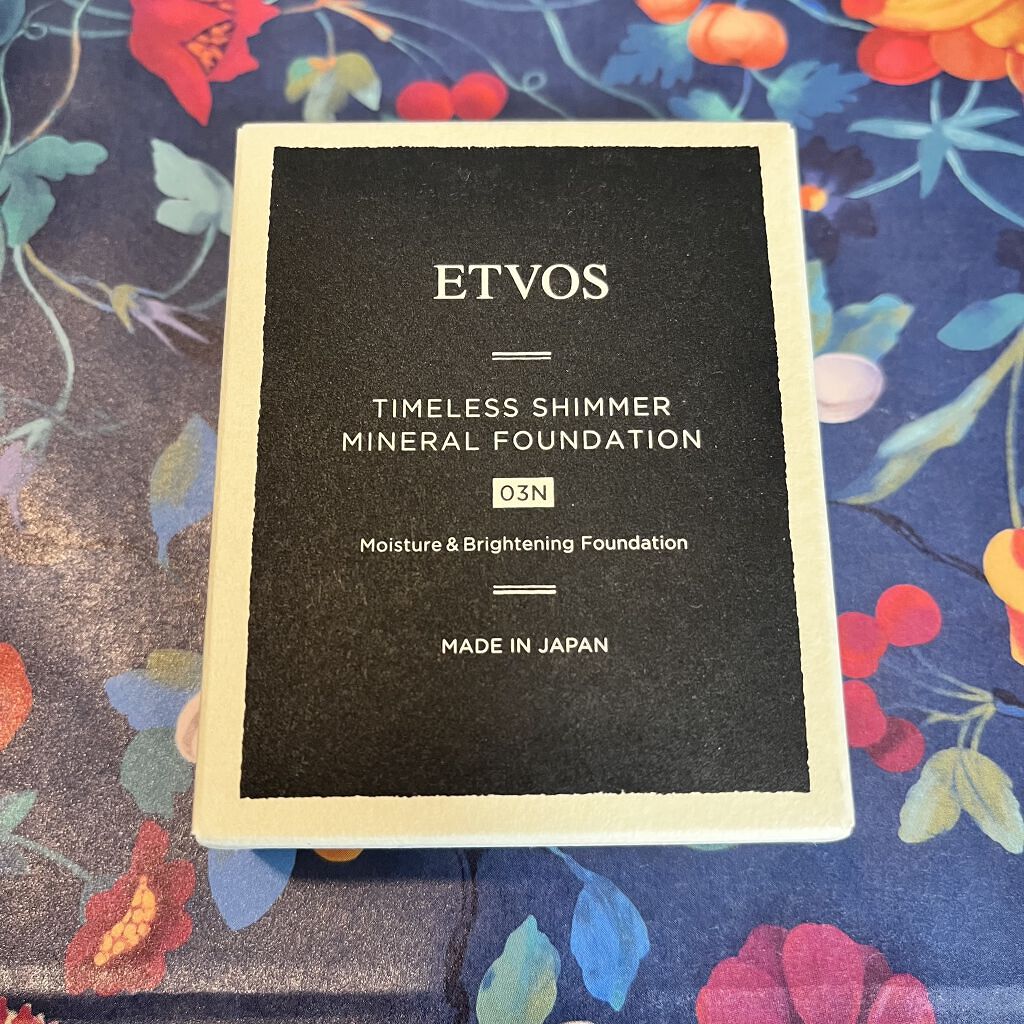 ETVOS
TIMELESS SHIMMER
MINERAL FOUNDATION
03N
Moisture & Brightening Foundation
MADE IN JAPAN